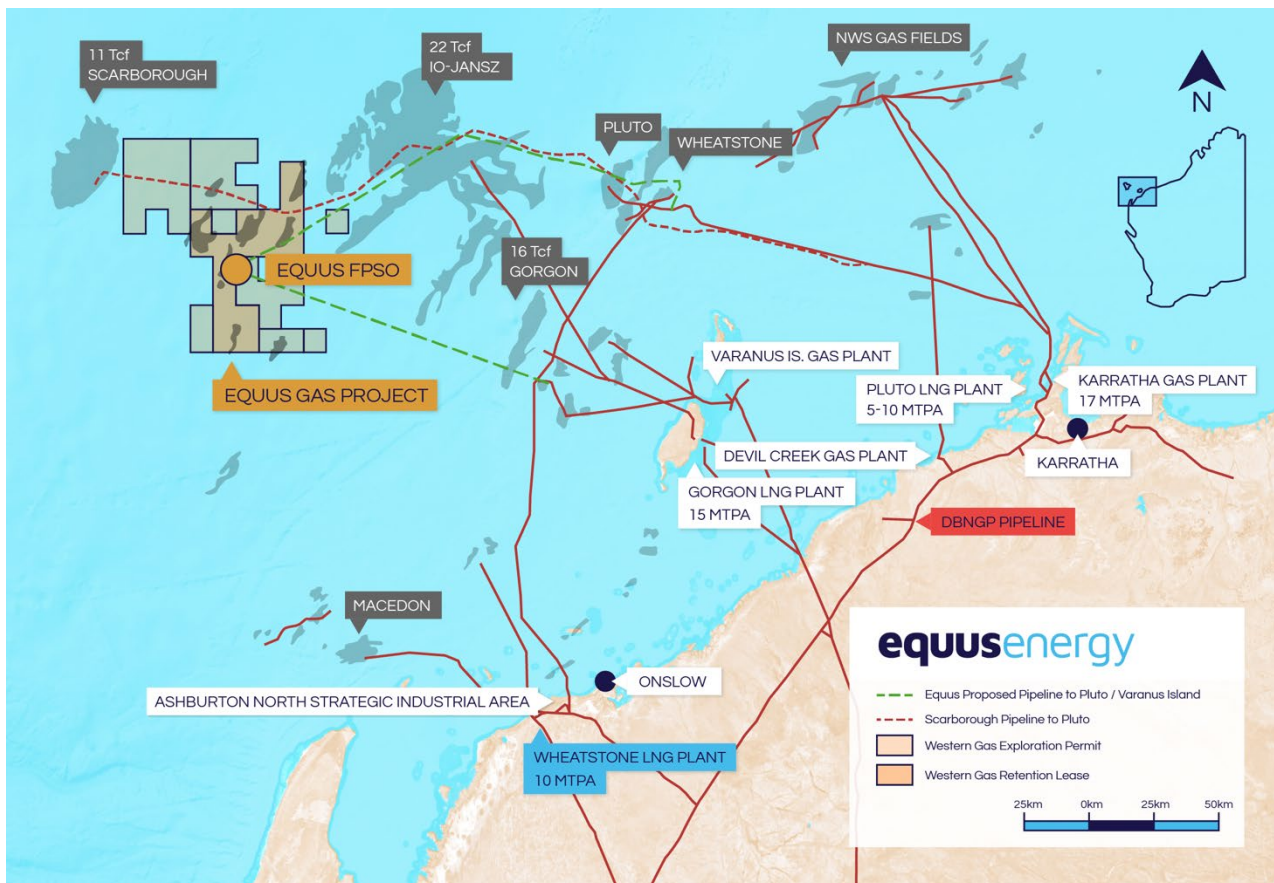 11 Tcf
SCARBOROUGH
22 Tcf
IO-JANSZ
NWS GAS FIELDS
N
PLUTO
WHEATSTONE
16 Tcf
GORGON
EQUUS FPSO
EQUUS GAS PROJECT
VARANUS IS. GAS PLANT
PLUTO LNG PLANT
5-10 MTPA
KARRATHA GAS PLANT
17 MTPA
DEVIL CREEK GAS PLANT
KARRATHA
GORGON LNG PLANT
15 MTPA
DBNGP PIPELINE
MACEDON
ONSLOW
ASHBURTON NORTH STRATEGIC INDUSTRIAL AREA
WHEATSTONE LNG PLANT
10 MTPA
equusenergy
Equus Proposed Pipeline to Pluto / Varanus Island
Scarborough Pipeline to Pluto
Western Gas Exploration Permit
Western Gas Retention Lease
25km 0km 25km 50km